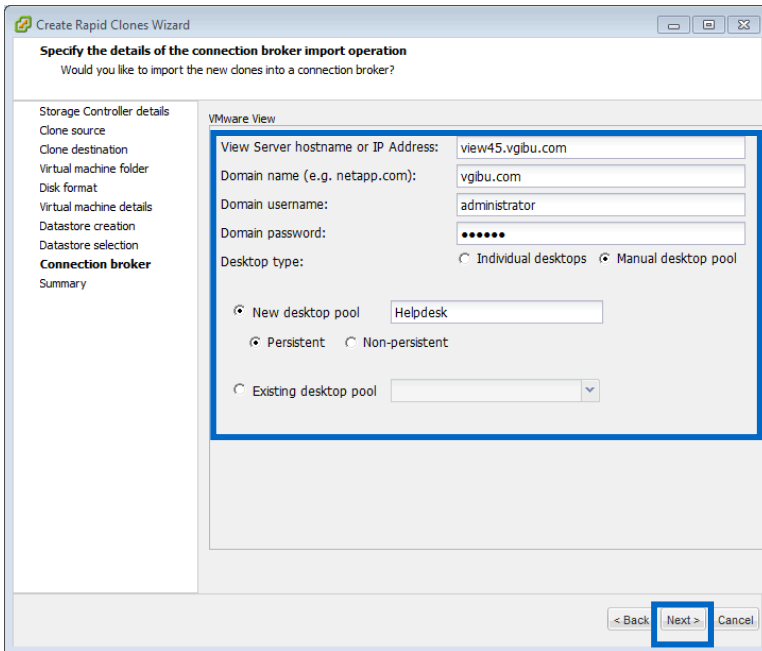 Create Rapid Clones Wizard
Specify the details of the connection broker import operation
Would you like to import the new clones into a connection broker?
Storage Controller details
Clone source
Clone destination
Virtual machine folder
Disk format
Virtual machine details
Datastore creation
Datastore selection
Connection broker
Summary
VMware View
View Server hostname or IP Address: view45.vgibu.com
Domain name (e.g. netapp.com): vgibu.com
Domain username: administrator
Domain password: ••••••
Desktop type: Individual desktops Manual desktop pool
New desktop pool Helpdesk
Persistent Non-persistent
Existing desktop pool
< Back Next > Cancel